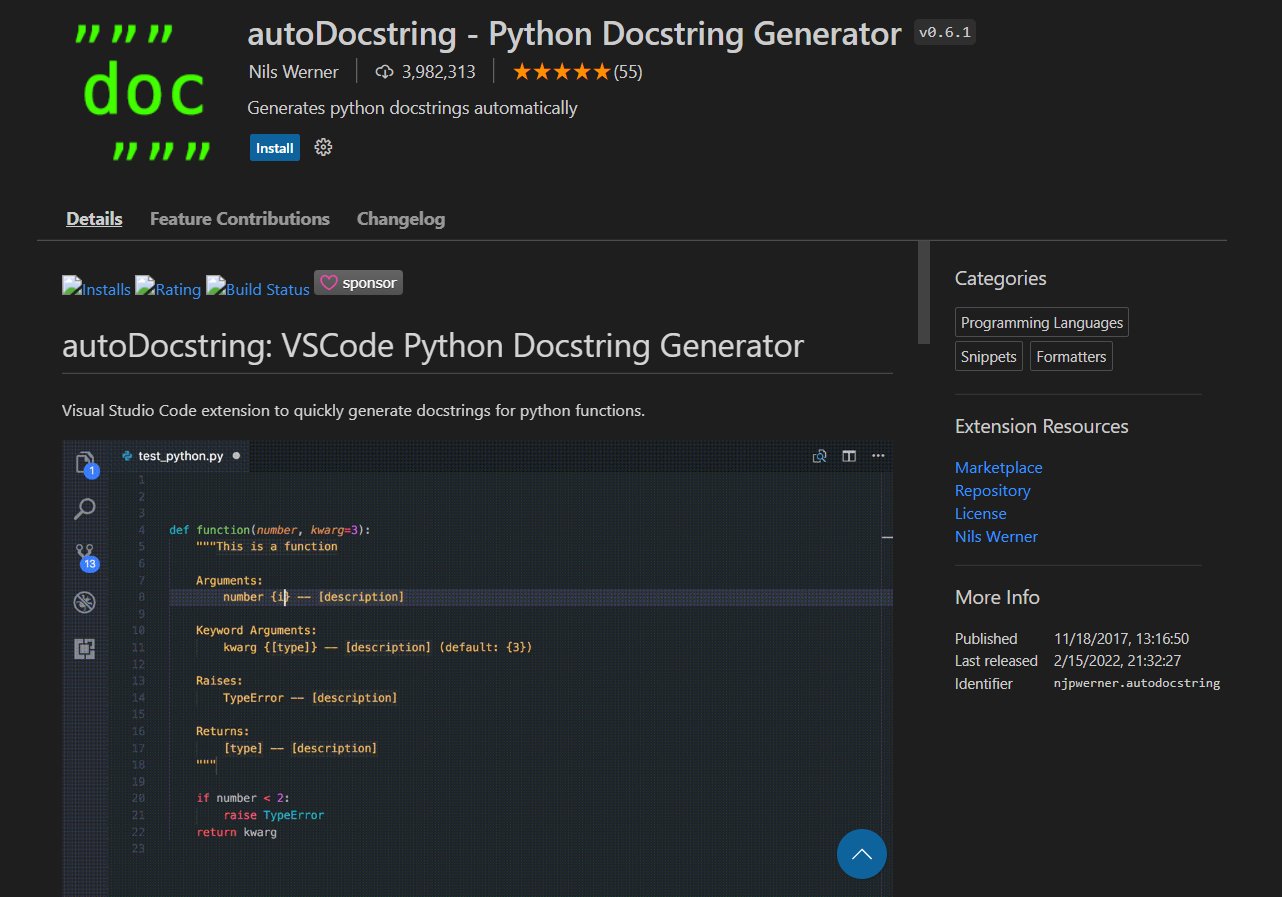 """
doc
"""
autoDocstring - Python Docstring Generator v0.6.1
Nils Werner 3,982,313 (55)
Generates python docstrings automatically
Install
Details Feature Contributions Changelog
Installs Rating Build Status sponsor
autoDocstring: VSCode Python Docstring Generator
Visual Studio Code extension to quickly generate docstrings for python functions.
1
13
test_python.py
1
2
3
4 def function(number, kwarg=3):
5 """This is a function
6
7 Arguments:
8 number {i} -- [description]
9
10 Keyword Arguments:
11 kwarg {[type]} -- [description] (default: {3})
12
13 Raises:
14 TypeError -- [description]
15
16 Returns:
17 [type] -- [description]
18 """
19
20 if number < 2:
21 raise TypeError
22 return kwarg
23
Categories
Programming Languages
Snippets Formatters
Extension Resources
Marketplace
Repository
License
Nils Werner
More Info
Published 11/18/2017, 13:16:50
Last released 2/15/2022, 21:32:27
Identifier njpwerner.autodocstring